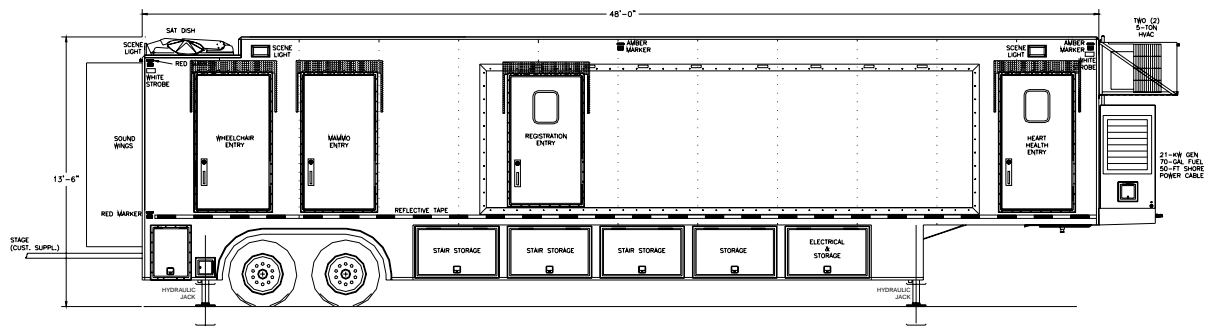 48'-0"
SAT DISH
SCENE
LIGHT
RED
WHITE
STROBE
SCENE
LIGHT
AMBER
MARKER
SCENE
LIGHT
AMBER
MARKER
WHITE
STROBE
TWO (2)
5-TON
HVAC
SOUND
WINGS
13'-6"
WHEELCHAIR
ENTRY
MAMMO
ENTRY
REGISTRATION
ENTRY
HEART
HEALTH
ENTRY
21-KW GEN
70-GAL FUEL
50-FT SHORE
POWER CABLE
RED MARKER
REFLECTIVE TAPE
STAGE
(CUST. SUPPL.)
STAIR STORAGE
STAIR STORAGE
STAIR STORAGE
STORAGE
ELECTRICAL
&
STORAGE
HYDRAULIC
JACK
HYDRAULIC
JACK